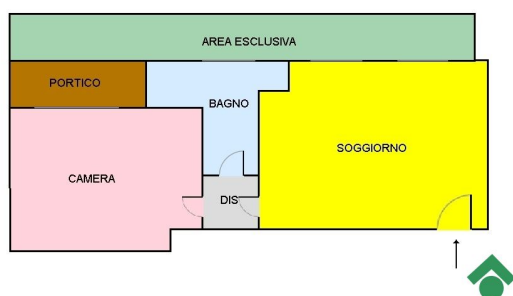 AREA ESCLUSIVA
PORTICO
BAGNO
SOGGIORNO
CAMERA
DIS